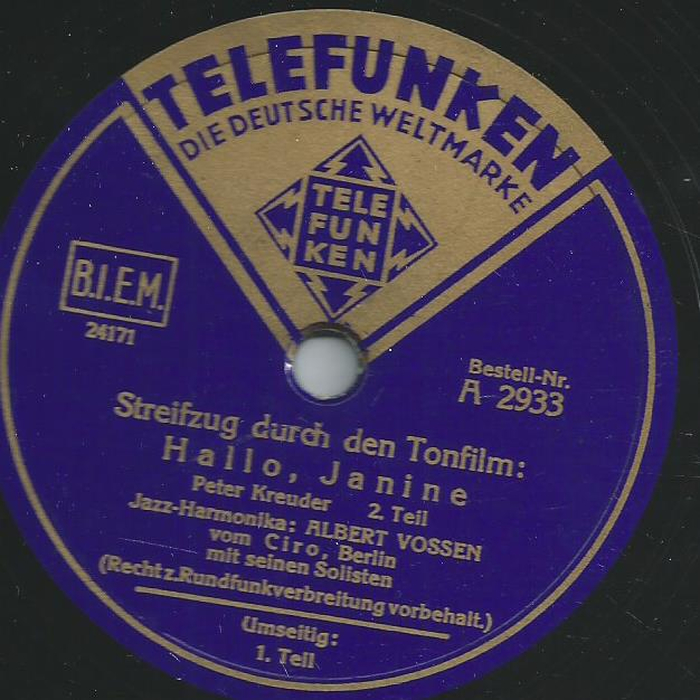 TELEFUNKEN
DIE DEUTSCHE WELTMARKE
TELE
FUN
KEN
B.I.E.M.
24171
Bestell-Nr.
A 2933
Streifzug durch den Tonfilm:
Hallo, Janine
Peter Kreuder 2. Teil
Jazz-Harmonika: ALBERT VOSSEN
vom Ciro, Berlin
mit seinen Solisten
(Recht z. Rundfunkverbreitung vorbehalt.)
Umseitig:
1. Teil